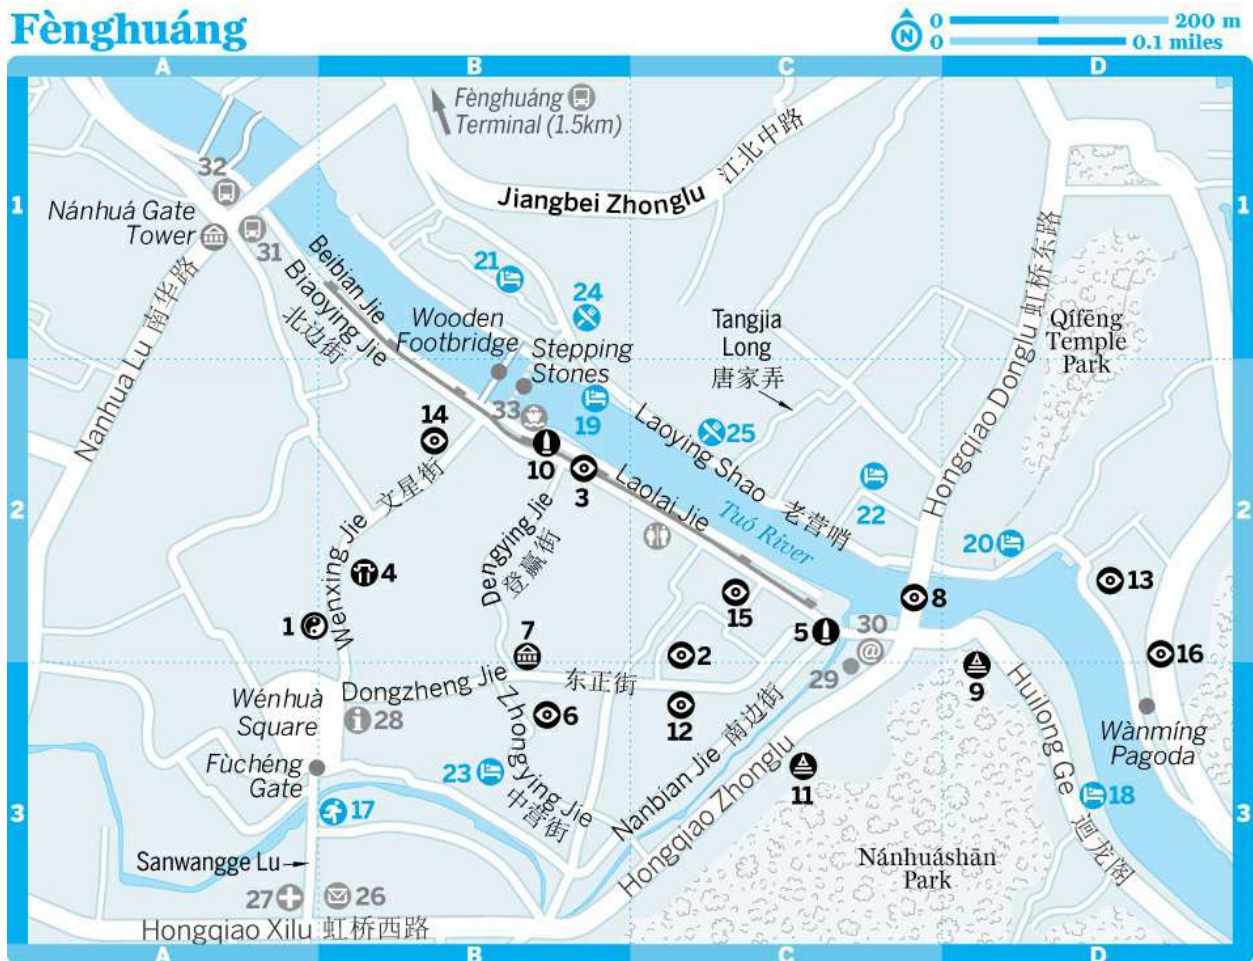 Fènghuáng
0 200 m
N
0 0.1 miles
A B C D
Fènghuáng
Terminal (1.5km)
江北中路
Jiangbei Zhonglu
32
1
1
Nánhuá Gate
Tower
31
Beibian Jie
Biaoying Jie
北边街
21
24
Wooden
Footbridge
Stepping
Stones
Tangjia
Long
唐家弄
Qífēng
Temple
Park
Nanhua Lu 南华路
Hongqiao Donglu 虹桥东路
14
33
19
25
10
3
Laolai Jie
Laoying Shao 老营哨
22
Tuó River
2
2
Wenxing Jie 文星街
Dengying Jie
登赢街
20
4
13
15
8
1
7
5
30
2
16
29
9
Dongzheng Jie 东正街
Wénhuà
Square
28
6
12
Zhongying Jie
中营街
Nanbian Jie 南边街
Huilong Ge 迴龙阁
Wànmíng
Pagoda
Fùchéng
Gate
23
11
18
3
3
17
Hongqiao Zhonglu
Nánhuáshān
Park
Sanwangge Lu
27
26
Hongqiao Xilu 虹桥西路
A B C D